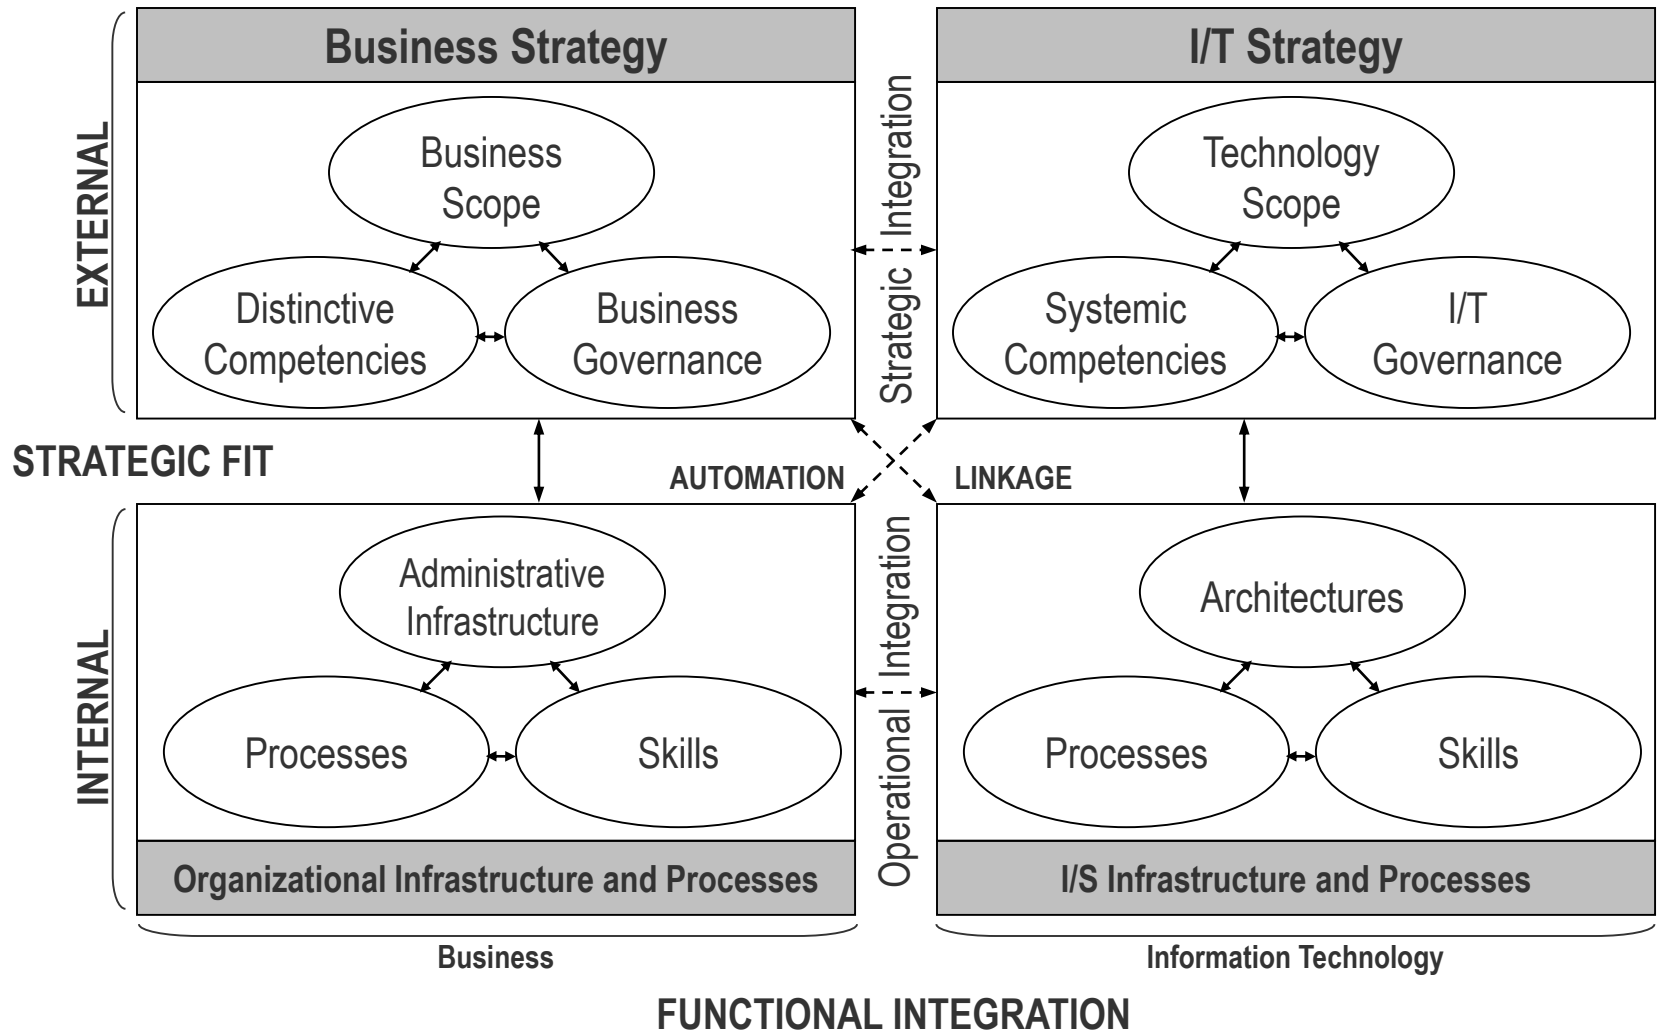 Business Strategy
I/T Strategy
EXTERNAL
Business
Scope
Distinctive
Competencies
Business
Governance
Strategic Integration
Technology
Scope
Systemic
Competencies
I/T
Governance
STRATEGIC FIT
AUTOMATION
LINKAGE
INTERNAL
Administrative
Infrastructure
Processes
Skills
Operational Integration
Architectures
Processes
Skills
Organizational Infrastructure and Processes
I/S Infrastructure and Processes
Business
Information Technology
FUNCTIONAL INTEGRATION